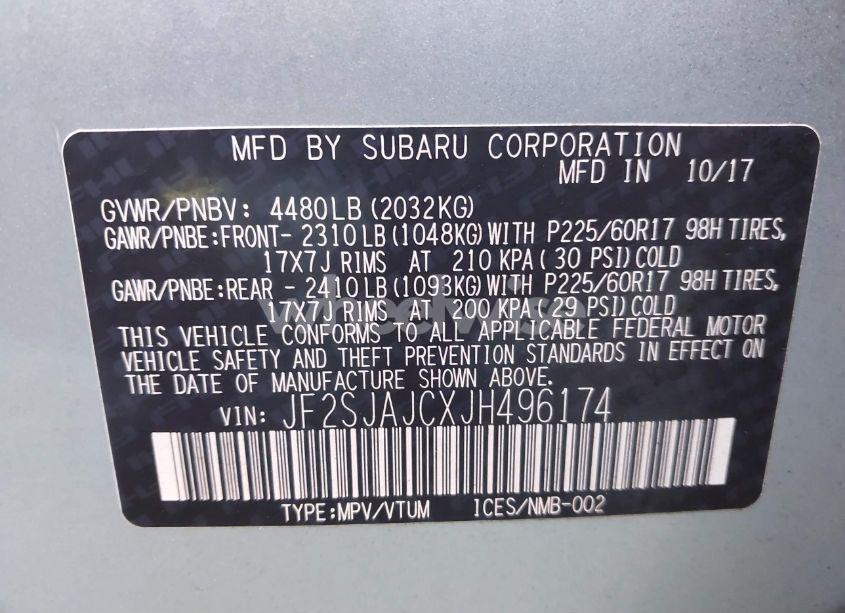 MFD BY SUBARU CORPORATION
MFD IN 10/17
GVWR/PNBV: 4480LB(2032KG)
GAWR/PNBE:FRONT- 2310LB(1048KG)WITH P225/60R17 98H TIRES,
17X7J RIMS AT 210 KPA(30 PSI)COLD
GAWR/PNBE:REAR - 2410LB(1093KG)WITH P225/60R17 98H TIRES,
17X7J RIMS AT 200 KPA(29 PSI)COLD
THIS VEHICLE CONFORMS TO ALL APPLICABLE FEDERAL MOTOR
VEHICLE SAFETY AND THEFT PREVENTION STANDARDS IN EFFECT ON
THE DATE OF MANUFACTURE SHOWN ABOVE.
VIN: JF2SJAJCXJH496174
TYPE:MPV/VTUM ICES/NMB-002